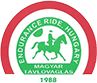 ENDURANCE RIDE HUNGARY
MAGYAR
TÁVLOVAGLÁS
1988